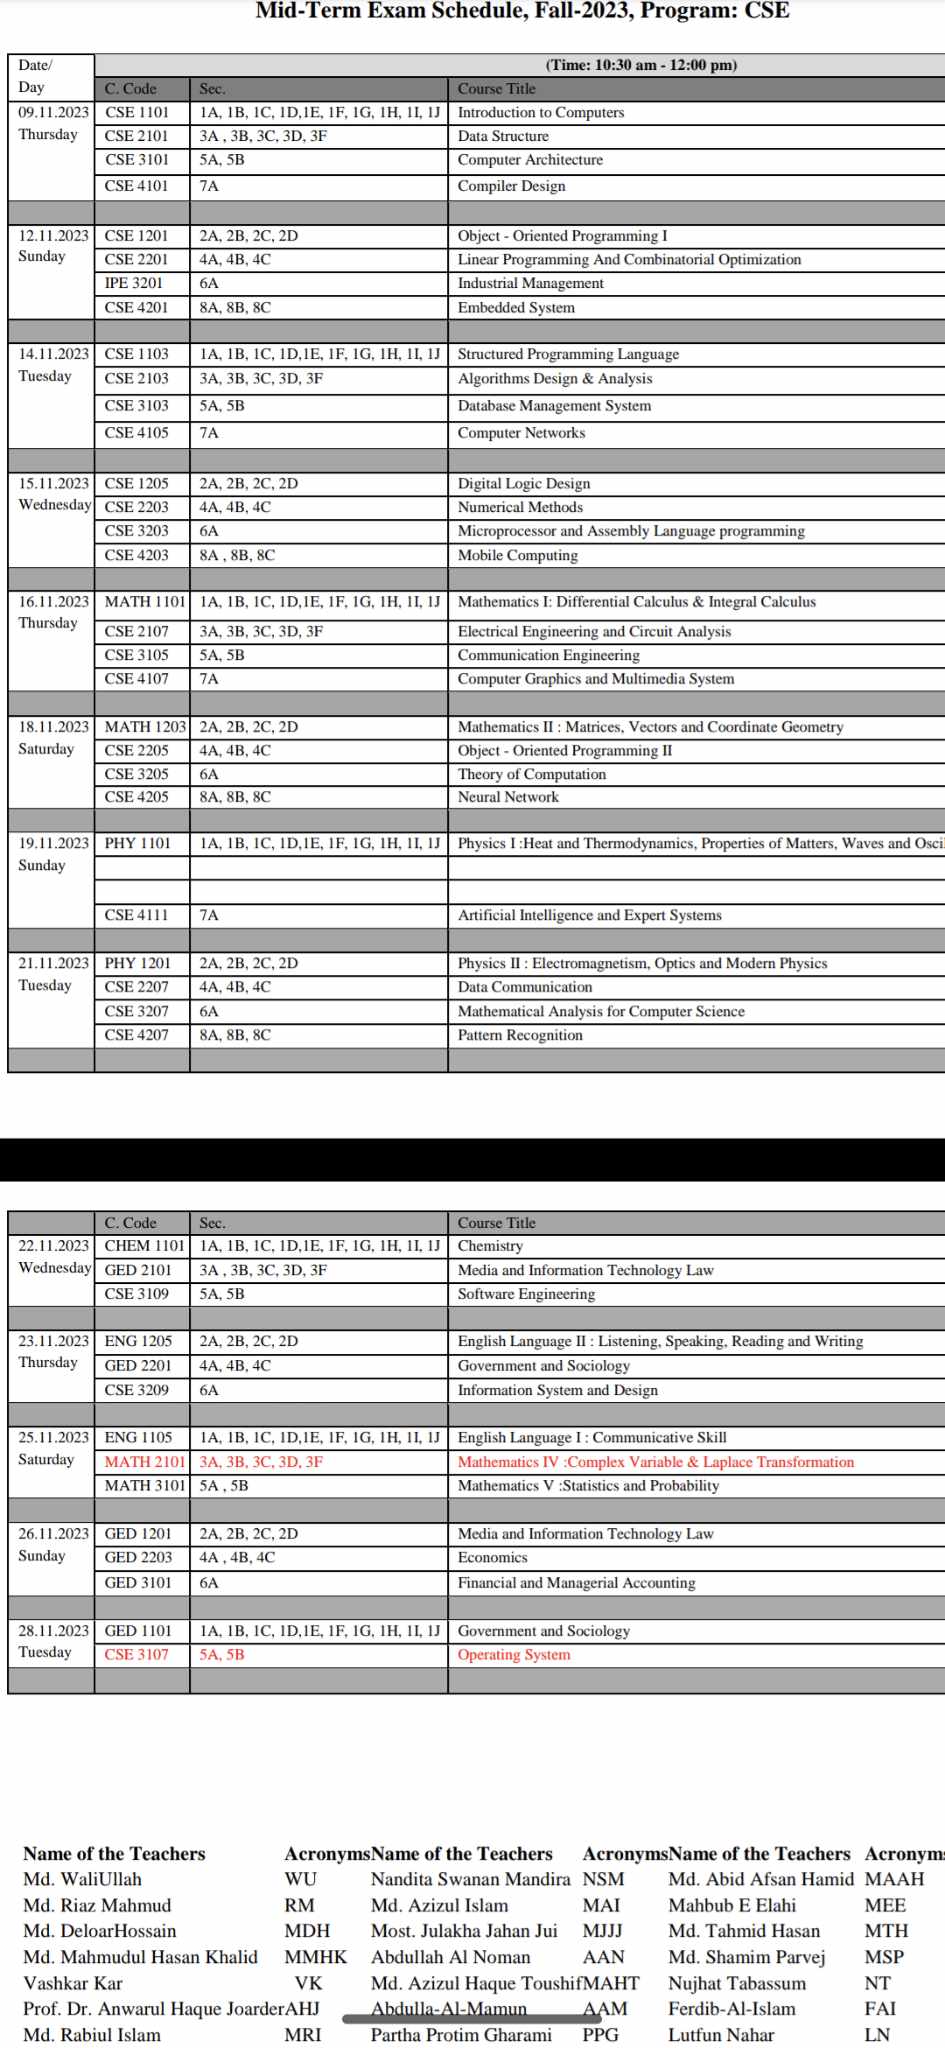 Mid-Term Exam Schedule, Fall-2023, Program: CSE
Date/ Day (Time: 10:30 am - 12:00 pm)
C. Code Sec. Course Title
09.11.2023 Thursday CSE 1101 1A, 1B, 1C, 1D,1E, 1F, 1G, 1H, 1I, 1J Introduction to Computers
CSE 2101 3A , 3B, 3C, 3D, 3F Data Structure
CSE 3101 5A, 5B Computer Architecture
CSE 4101 7A Compiler Design
12.11.2023 Sunday CSE 1201 2A, 2B, 2C, 2D Object - Oriented Programming I
CSE 2201 4A, 4B, 4C Linear Programming And Combinatorial Optimization
IPE 3201 6A Industrial Management
CSE 4201 8A, 8B, 8C Embedded System
14.11.2023 Tuesday CSE 1103 1A, 1B, 1C, 1D,1E, 1F, 1G, 1H, 1I, 1J Structured Programming Language
CSE 2103 3A, 3B, 3C, 3D, 3F Algorithms Design & Analysis
CSE 3103 5A, 5B Database Management System
CSE 4105 7A Computer Networks
15.11.2023 Wednesday CSE 1205 2A, 2B, 2C, 2D Digital Logic Design
CSE 2203 4A, 4B, 4C Numerical Methods
CSE 3203 6A Microprocessor and Assembly Language programming
CSE 4203 8A , 8B, 8C Mobile Computing
16.11.2023 Thursday MATH 1101 1A, 1B, 1C, 1D,1E, 1F, 1G, 1H, 1I, 1J Mathematics I: Differential Calculus & Integral Calculus
CSE 2107 3A, 3B, 3C, 3D, 3F Electrical Engineering and Circuit Analysis
CSE 3105 5A, 5B Communication Engineering
CSE 4107 7A Computer Graphics and Multimedia System
18.11.2023 Saturday MATH 1203 2A, 2B, 2C, 2D Mathematics II : Matrices, Vectors and Coordinate Geometry
CSE 2205 4A, 4B, 4C Object - Oriented Programming II
CSE 3205 6A Theory of Computation
CSE 4205 8A, 8B, 8C Neural Network
19.11.2023 Sunday PHY 1101 1A, 1B, 1C, 1D,1E, 1F, 1G, 1H, 1I, 1J Physics I :Heat and Thermodynamics, Properties of Matters, Waves and Osci
CSE 4111 7A Artificial Intelligence and Expert Systems
21.11.2023 Tuesday PHY 1201 2A, 2B, 2C, 2D Physics II : Electromagnetism, Optics and Modern Physics
CSE 2207 4A, 4B, 4C Data Communication
CSE 3207 6A Mathematical Analysis for Computer Science
CSE 4207 8A, 8B, 8C Pattern Recognition
C. Code Sec. Course Title
22.11.2023 Wednesday CHEM 1101 1A, 1B, 1C, 1D,1E, 1F, 1G, 1H, 1I, 1J Chemistry
GED 2101 3A , 3B, 3C, 3D, 3F Media and Information Technology Law
CSE 3109 5A, 5B Software Engineering
23.11.2023 Thursday ENG 1205 2A, 2B, 2C, 2D English Language II : Listening, Speaking, Reading and Writing
GED 2201 4A, 4B, 4C Government and Sociology
CSE 3209 6A Information System and Design
25.11.2023 Saturday ENG 1105 1A, 1B, 1C, 1D,1E, 1F, 1G, 1H, 1I, 1J English Language I : Communicative Skill
MATH 2101 3A, 3B, 3C, 3D, 3F Mathematics IV :Complex Variable & Laplace Transformation
MATH 3101 5A , 5B Mathematics V :Statistics and Probability
26.11.2023 Sunday GED 1201 2A, 2B, 2C, 2D Media and Information Technology Law
GED 2203 4A , 4B, 4C Economics
GED 3101 6A Financial and Managerial Accounting
28.11.2023 Tuesday GED 1101 1A, 1B, 1C, 1D,1E, 1F, 1G, 1H, 1I, 1J Government and Sociology
CSE 3107 5A, 5B Operating System
Name of the Teachers Acronyms Name of the Teachers Acronyms Name of the Teachers Acronyms
Md. WaliUllah WU Nandita Swanan Mandira NSM Md. Abid Afsan Hamid MAAH
Md. Riaz Mahmud RM Md. Azizul Islam MAI Mahbub E Elahi MEE
Md. DeloarHossain MDH Most. Julakha Jahan Jui MJJJ Md. Tahmid Hasan MTH
Md. Mahmudul Hasan Khalid MMHK Abdullah Al Noman AAN Md. Shamim Parvej MSP
Vashkar Kar VK Md. Azizul Haque Toushif MAHT Nujhat Tabassum NT
Prof. Dr. Anwarul Haque Joarder AHJ Abdulla-Al-Mamun AAM Ferdib-Al-Islam FAI
Md. Rabiul Islam MRI Partha Protim Gharami PPG Lutfun Nahar LN